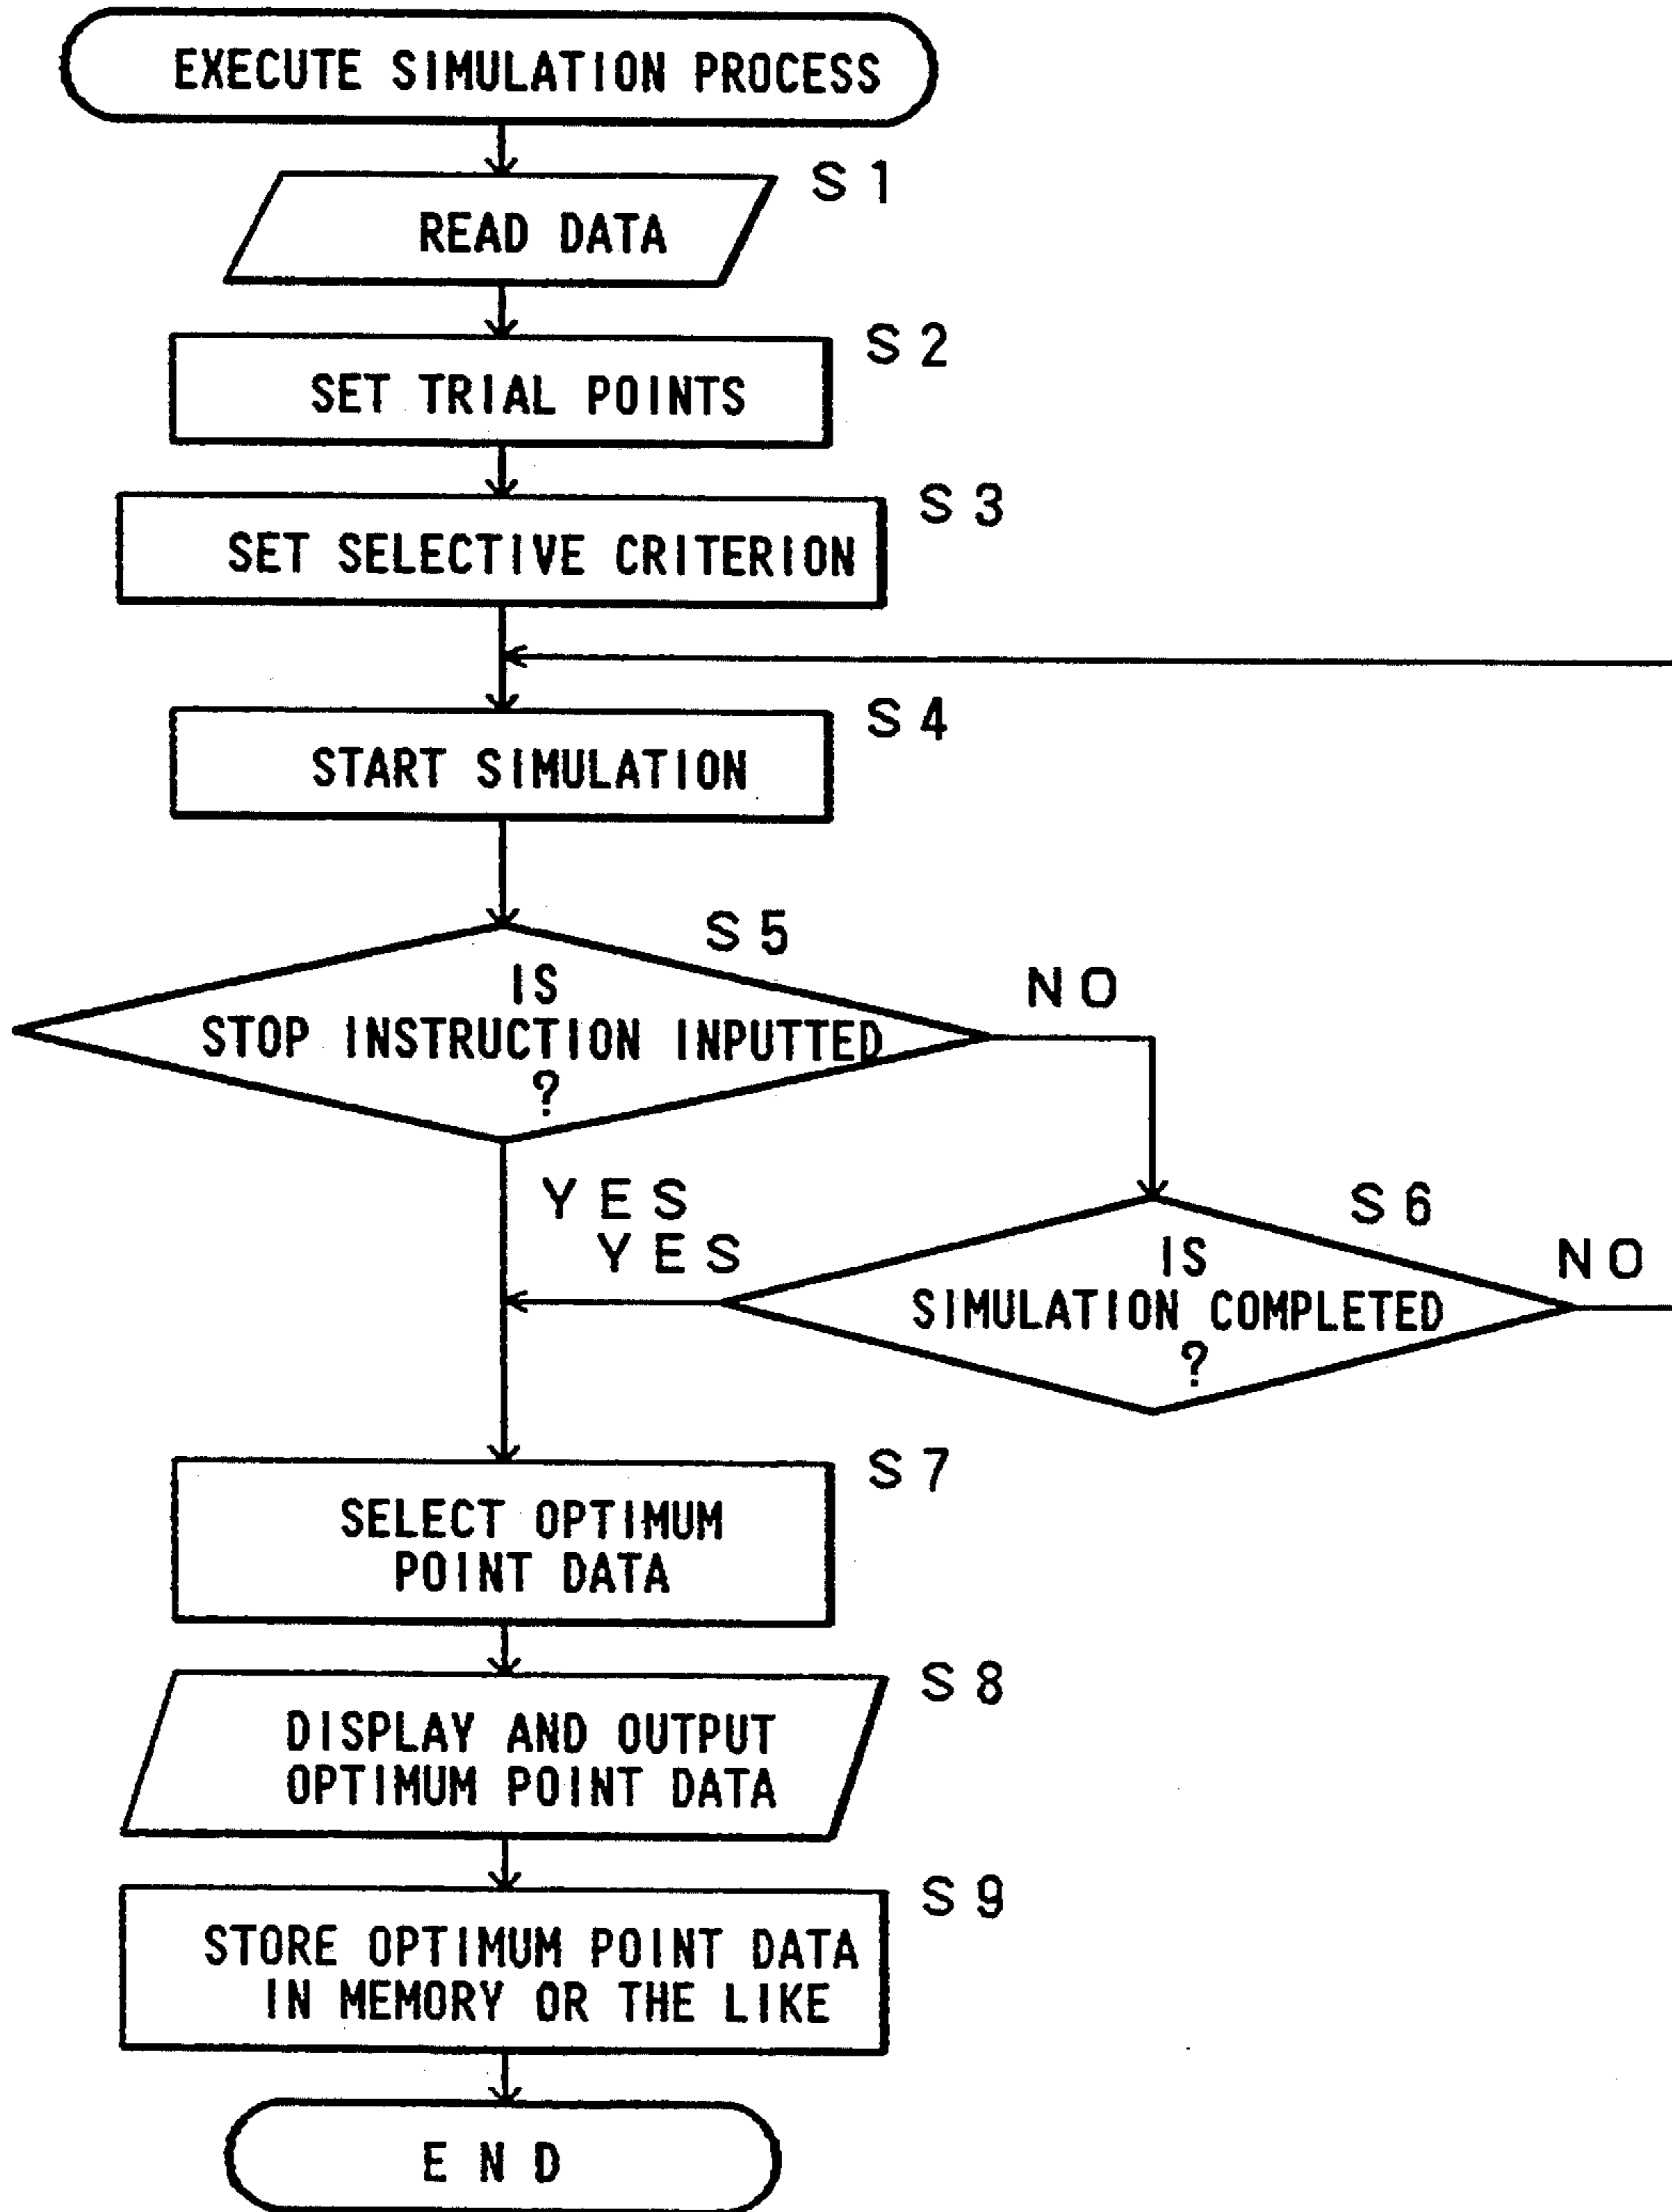 EXECUTE SIMULATION PROCESS
S1
READ DATA
S2
SET TRIAL POINTS
S3
SET SELECTIVE CRITERION
S4
START SIMULATION
S5
IS
STOP INSTRUCTION INPUTTED
?
NO
YES
S6
YES
IS
SIMULATION COMPLETED
?
NO
S7
SELECT OPTIMUM
POINT DATA
S8
DISPLAY AND OUTPUT
OPTIMUM POINT DATA
S9
STORE OPTIMUM POINT DATA
IN MEMORY OR THE LIKE
END